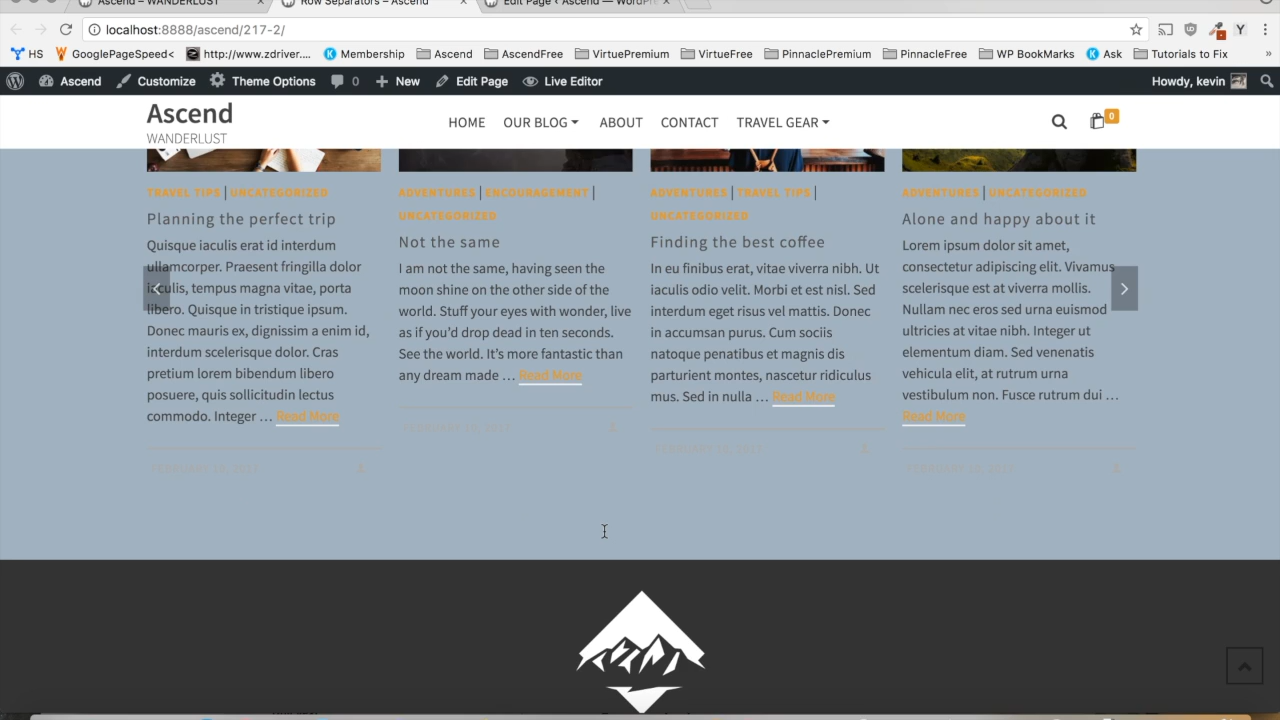 Ascend – WANDERLUST
Row Separators – Ascend
Edit Page ‹ Ascend — WordPr
localhost:8888/ascend/217-2/
Y
HS
GooglePageSpeed<
http://www.zdriver....
Membership
Ascend
AscendFree
VirtuePremium
VirtueFree
PinnaclePremium
PinnacleFree
WP BookMarks
Ask
Tutorials to Fix
»
Ascend
Customize
Theme Options
0
New
Edit Page
Live Editor
Howdy, kevin
Ascend
WANDERLUST
HOME
OUR BLOG
ABOUT
CONTACT
TRAVEL GEAR
0
TRAVEL TIPS | UNCATEGORIZED
Planning the perfect trip
Quisque iaculis erat id interdum
ullamcorper. Praesent fringilla dolor
iaculis, tempus magna vitae, porta
libero. Quisque in tristique ipsum.
Donec mauris ex, dignissim a enim id,
interdum scelerisque dolor. Cras
pretium lorem bibendum libero
posuere, quis sollicitudin lectus
commodo. Integer … Read More
ADVENTURES | ENCOURAGEMENT |
UNCATEGORIZED
Not the same
I am not the same, having seen the
moon shine on the other side of the
world. Stuff your eyes with wonder, live
as if you’d drop dead in ten seconds.
See the world. It’s more fantastic than
any dream made … Read More
ADVENTURES | TRAVEL TIPS |
UNCATEGORIZED
Finding the best coffee
In eu finibus erat, vitae viverra nibh. Ut
iaculis odio velit. Morbi et est nisl. Sed
interdum eget risus vel mattis. Donec
in accumsan purus. Cum sociis
natoque penatibus et magnis dis
parturient montes, nascetur ridiculus
mus. Sed in nulla … Read More
ADVENTURES | UNCATEGORIZED
Alone and happy about it
Lorem ipsum dolor sit amet,
consectetur adipiscing elit. Vivamus
scelerisque est at viverra mollis.
Nullam nec eros sed urna euismod
ultricies at vitae nibh. Integer ut
elementum diam. Sed venenatis
vehicula elit, at rutrum urna
vestibulum non. Fusce rutrum dui …
Read More